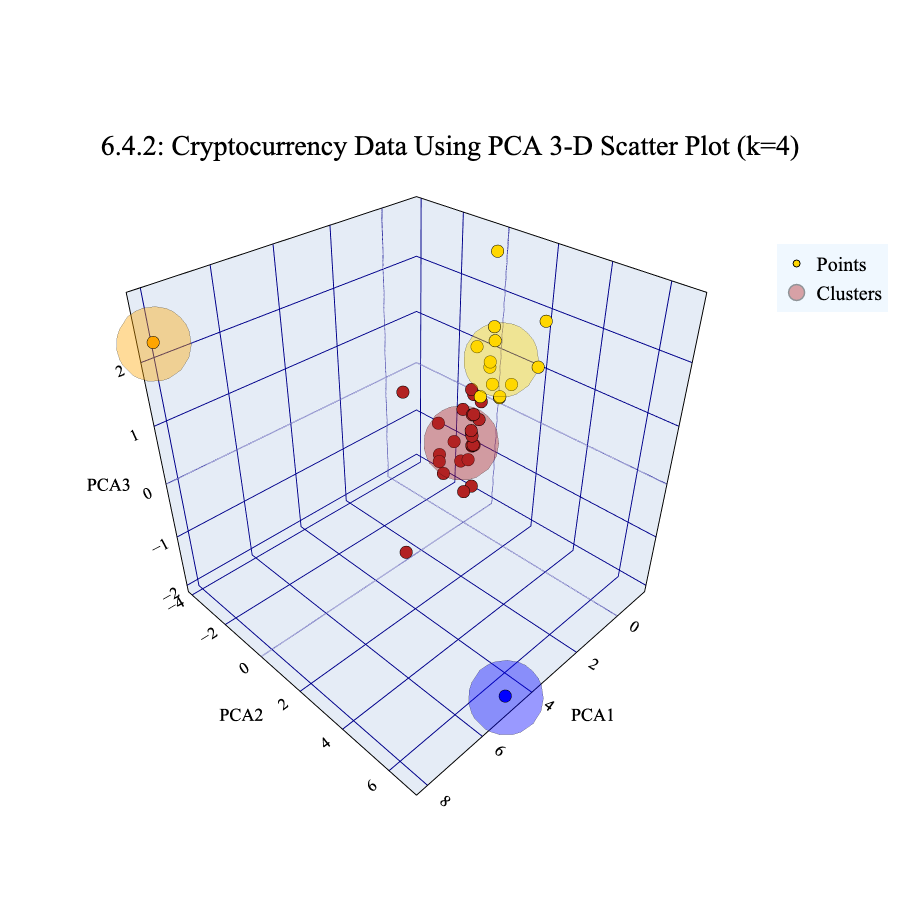 6.4.2: Cryptocurrency Data Using PCA 3-D Scatter Plot (k=4)
Points
Clusters
2
1
0
−1
−2
PCA3
−4
−2
0
2
4
6
PCA2
0
2
4
6
8
PCA1